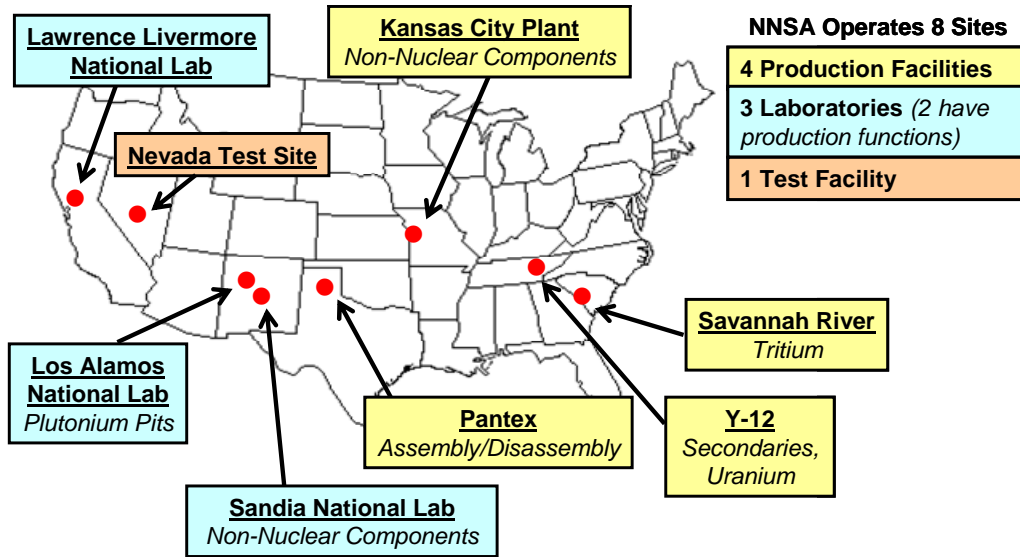 Lawrence Livermore
National Lab
Kansas City Plant
Non-Nuclear Components
NNSA Operates 8 Sites
4 Production Facilities
3 Laboratories (2 have
production functions)
1 Test Facility
Nevada Test Site
Savannah River
Tritium
Los Alamos
National Lab
Plutonium Pits
Pantex
Assembly/Disassembly
Y-12
Secondaries,
Uranium
Sandia National Lab
Non-Nuclear Components